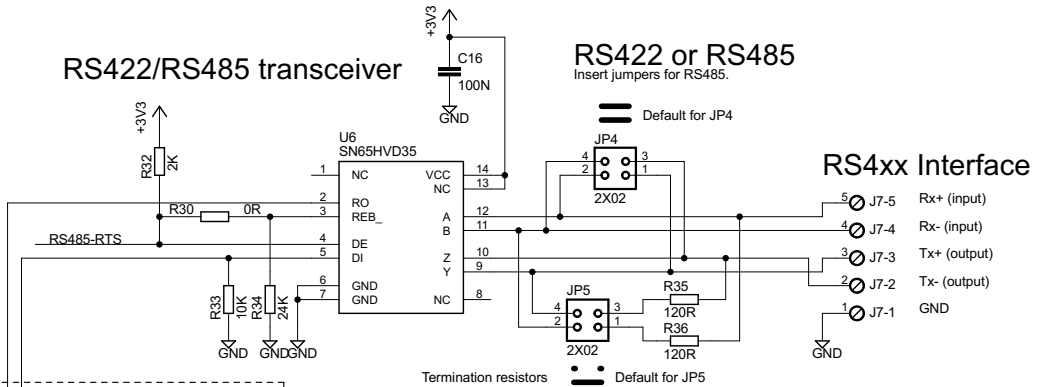 +3V3
RS422/RS485 transceiver
C16
100N
GND
RS422 or RS485
Insert jumpers for RS485.
Default for JP4
+3V3
R32
2K
U6
SN65HVD35
JP4
4 3
2 1
2X02
RS4xx Interface
1 NC VCC 14
NC 13
2 RO
R30 0R 3 REB_ A 12
B 11
RS485-RTS 4 DE Z 10
5 DI Y 9
6 GND
7 GND NC 8
5 J7-5 Rx+ (input)
4 J7-4 Rx- (input)
3 J7-3 Tx+ (output)
2 J7-2 Tx- (output)
1 J7-1 GND
R33
10K
R34
24K
GND GND GND
JP5
4 3
2 1
2X02
R35
120R
R36
120R
GND
Termination resistors
Default for JP5